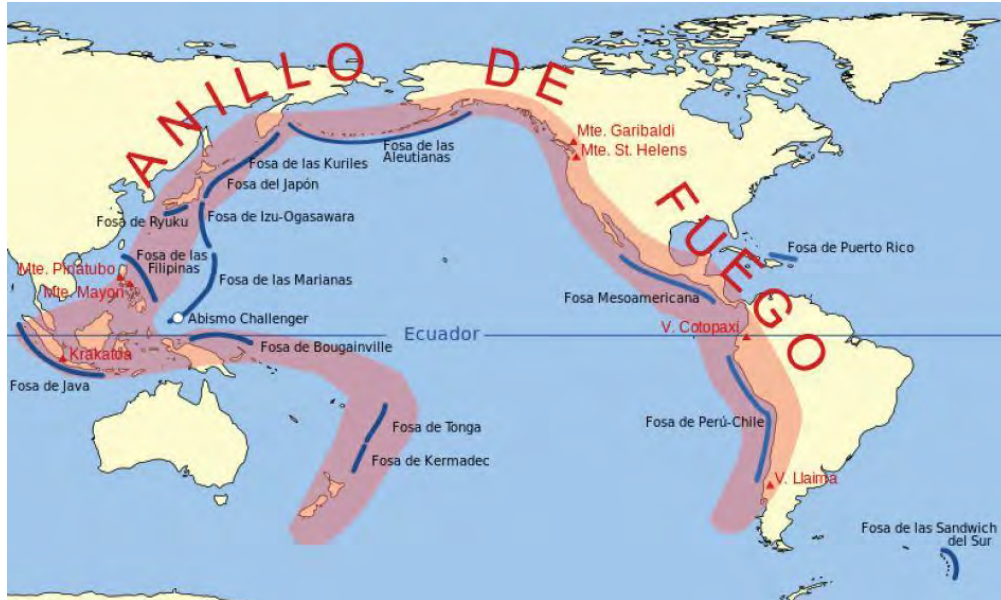 ANILLO DE FUEGO
Mte. Garibaldi
Mte. St. Helens
Fosa de las
Aleutianas
Fosa de las Kuriles
Fosa del Japón
Fosa de Ryuku
Fosa de Izu-Ogasawara
Fosa de Puerto Rico
Fosa de las
Filipinas
Mte. Pinatubo
Fosa de las Marianas
Mte. Mayon
Fosa Mesoamericana
Abismo Challenger
V. Cotopaxi
Ecuador
Fosa de Bougainville
Krakatoa
Fosa de Java
Fosa de Perú-Chile
Fosa de Tonga
Fosa de Kermadec
V. Llaima
Fosa de las Sandwich
del Sur